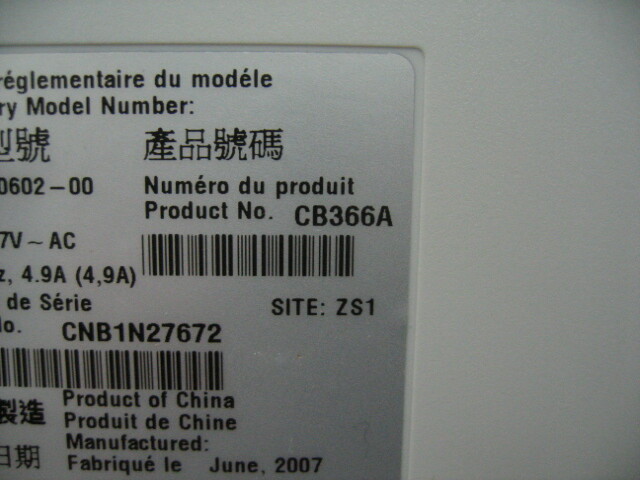 réglementaire du modéle
ry Model Number:
型號 產品號碼
0602-00 Numéro du produit
Product No. CB366A
7V~AC
z, 4.9A (4,9A)
de Série SITE: ZS1
lo. CNB1N27672
製造 Product of China
Produit de Chine
Manufactured:
日期 Fabriqué le June, 2007